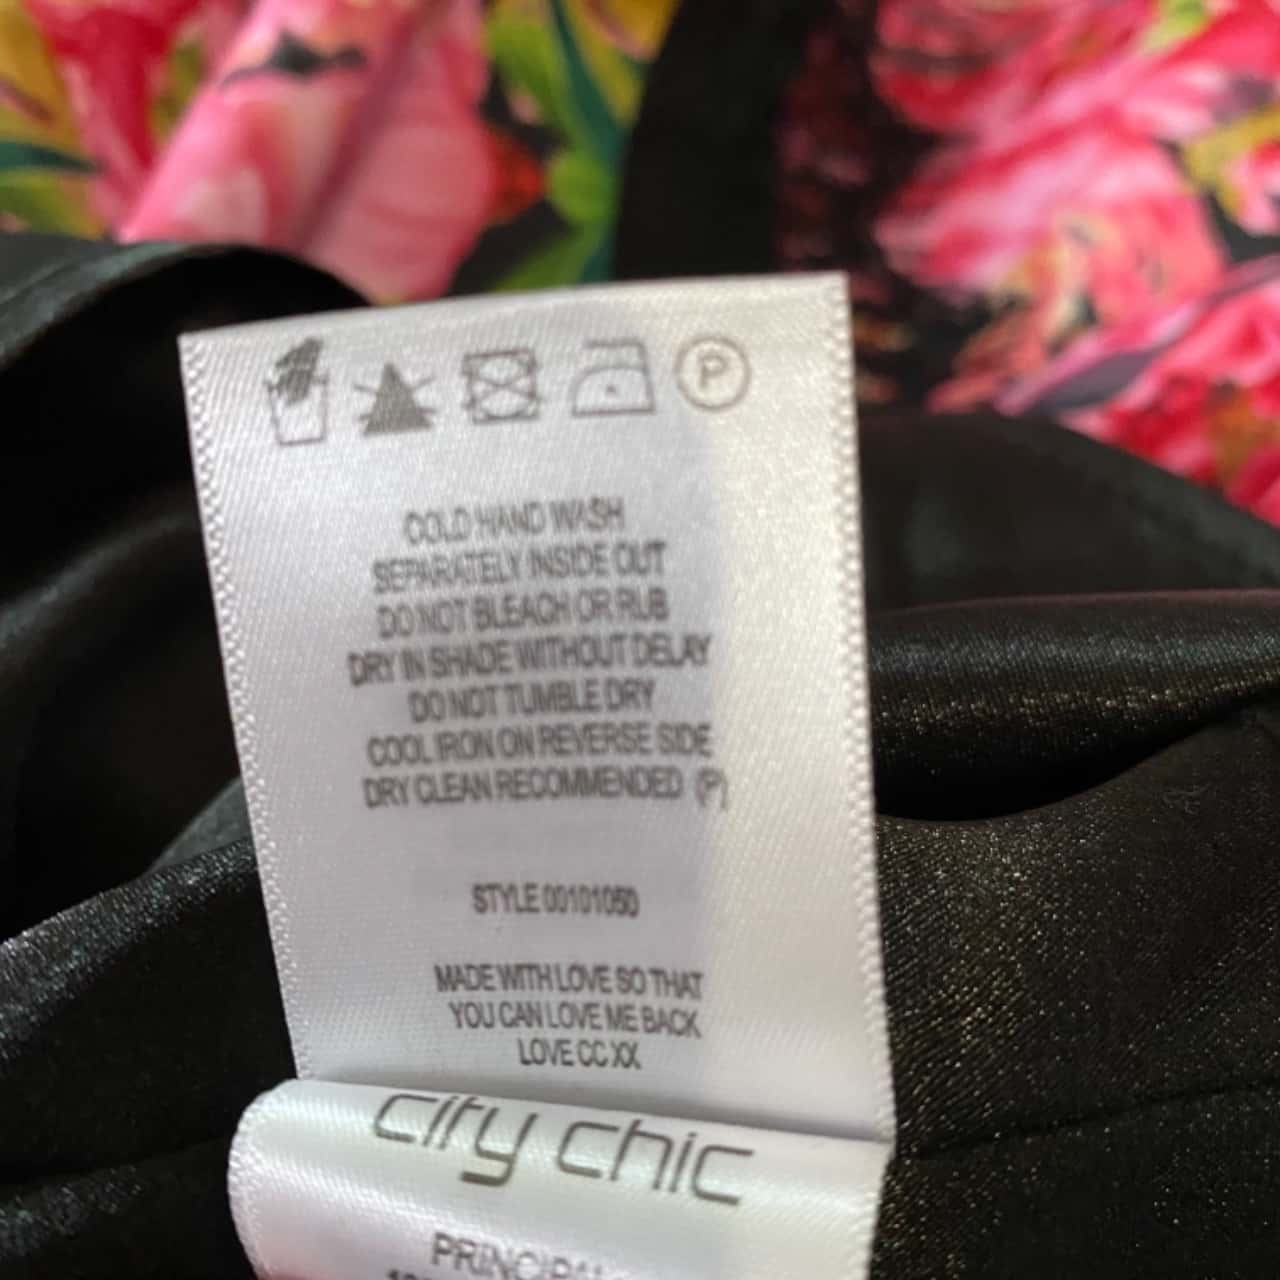 P
COLD HAND WASH
SEPARATELY INSIDE OUT
DO NOT BLEACH OR RUB
DRY IN SHADE WITHOUT DELAY
DO NOT TUMBLE DRY
COOL IRON ON REVERSE SIDE
DRY CLEAN RECOMMENDED (P)
STYLE 00101050
MADE WITH LOVE SO THAT
YOU CAN LOVE ME BACK
LOVE CC XX
city chic